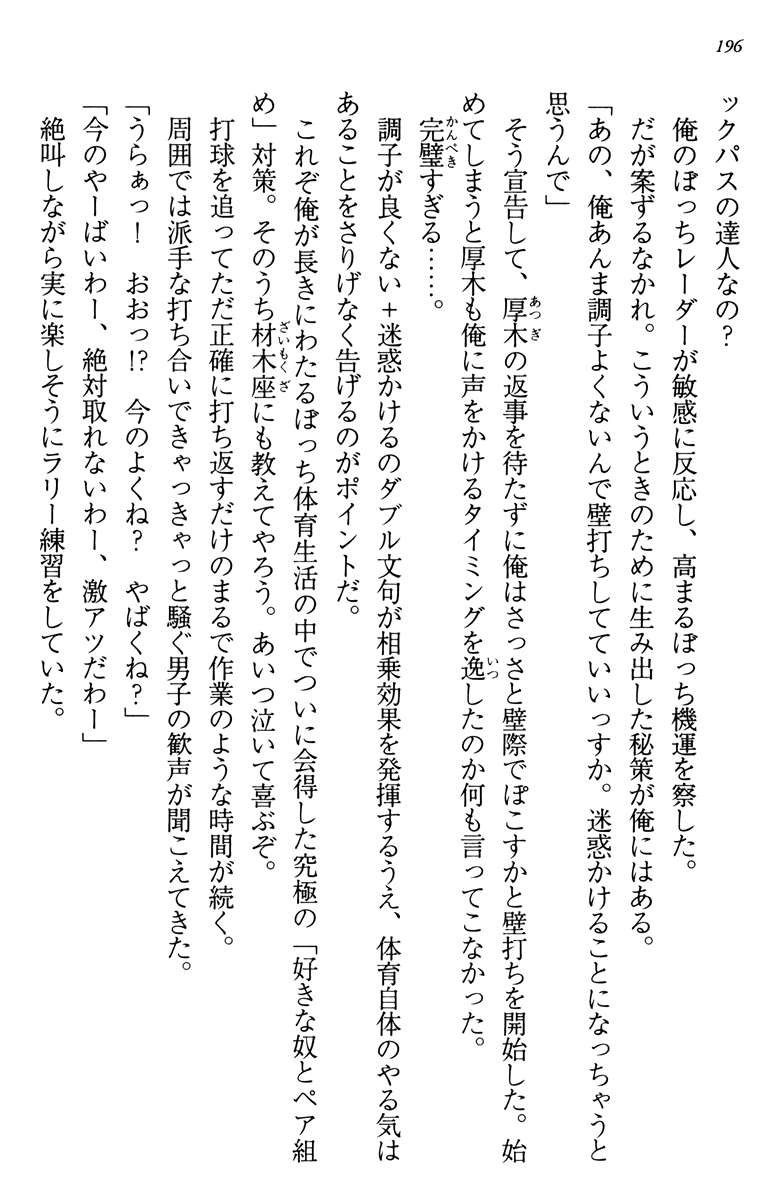 196
ックパスの達人なの？
　俺のぼっちレーダーが敏感に反応し、高まるぼっち機運を察した。
　だが案ずるなかれ。こういうときのために生み出した秘策が俺にはある。
「あの、俺あんま調子よくないんで壁打ちしてていいっすか。迷惑かけることになっちゃうと
思うんで」
　そう宣告して、厚木の返事を待たずに俺はさっさと壁際でぽこすかと壁打ちを開始した。始
めてしまうと厚木も俺に声をかけるタイミングを逸したのか何も言ってこなかった。
　完璧すぎる……。
　調子が良くない＋迷惑かけるのダブル文句が相乗効果を発揮するうえ、体育自体のやる気は
あることをさりげなく告げるのがポイントだ。
　これぞ俺が長きにわたるぼっち体育生活の中でついに会得した究極の「好きな奴とペア組
め」対策。そのうち材木座にも教えてやろう。あいつ泣いて喜ぶぞ。
　打球を追ってただ正確に打ち返すだけのまるで作業のような時間が続く。
　周囲では派手な打ち合いできゃっきゃっと騒ぐ男子の歓声が聞こえてきた。
「うらぁっ！　おおっ!?　今のよくね？　やばくね？」
「今のやーばいわー、絶対取れないわー、激アツだわー」
　絶叫しながら実に楽しそうにラリー練習をしていた。